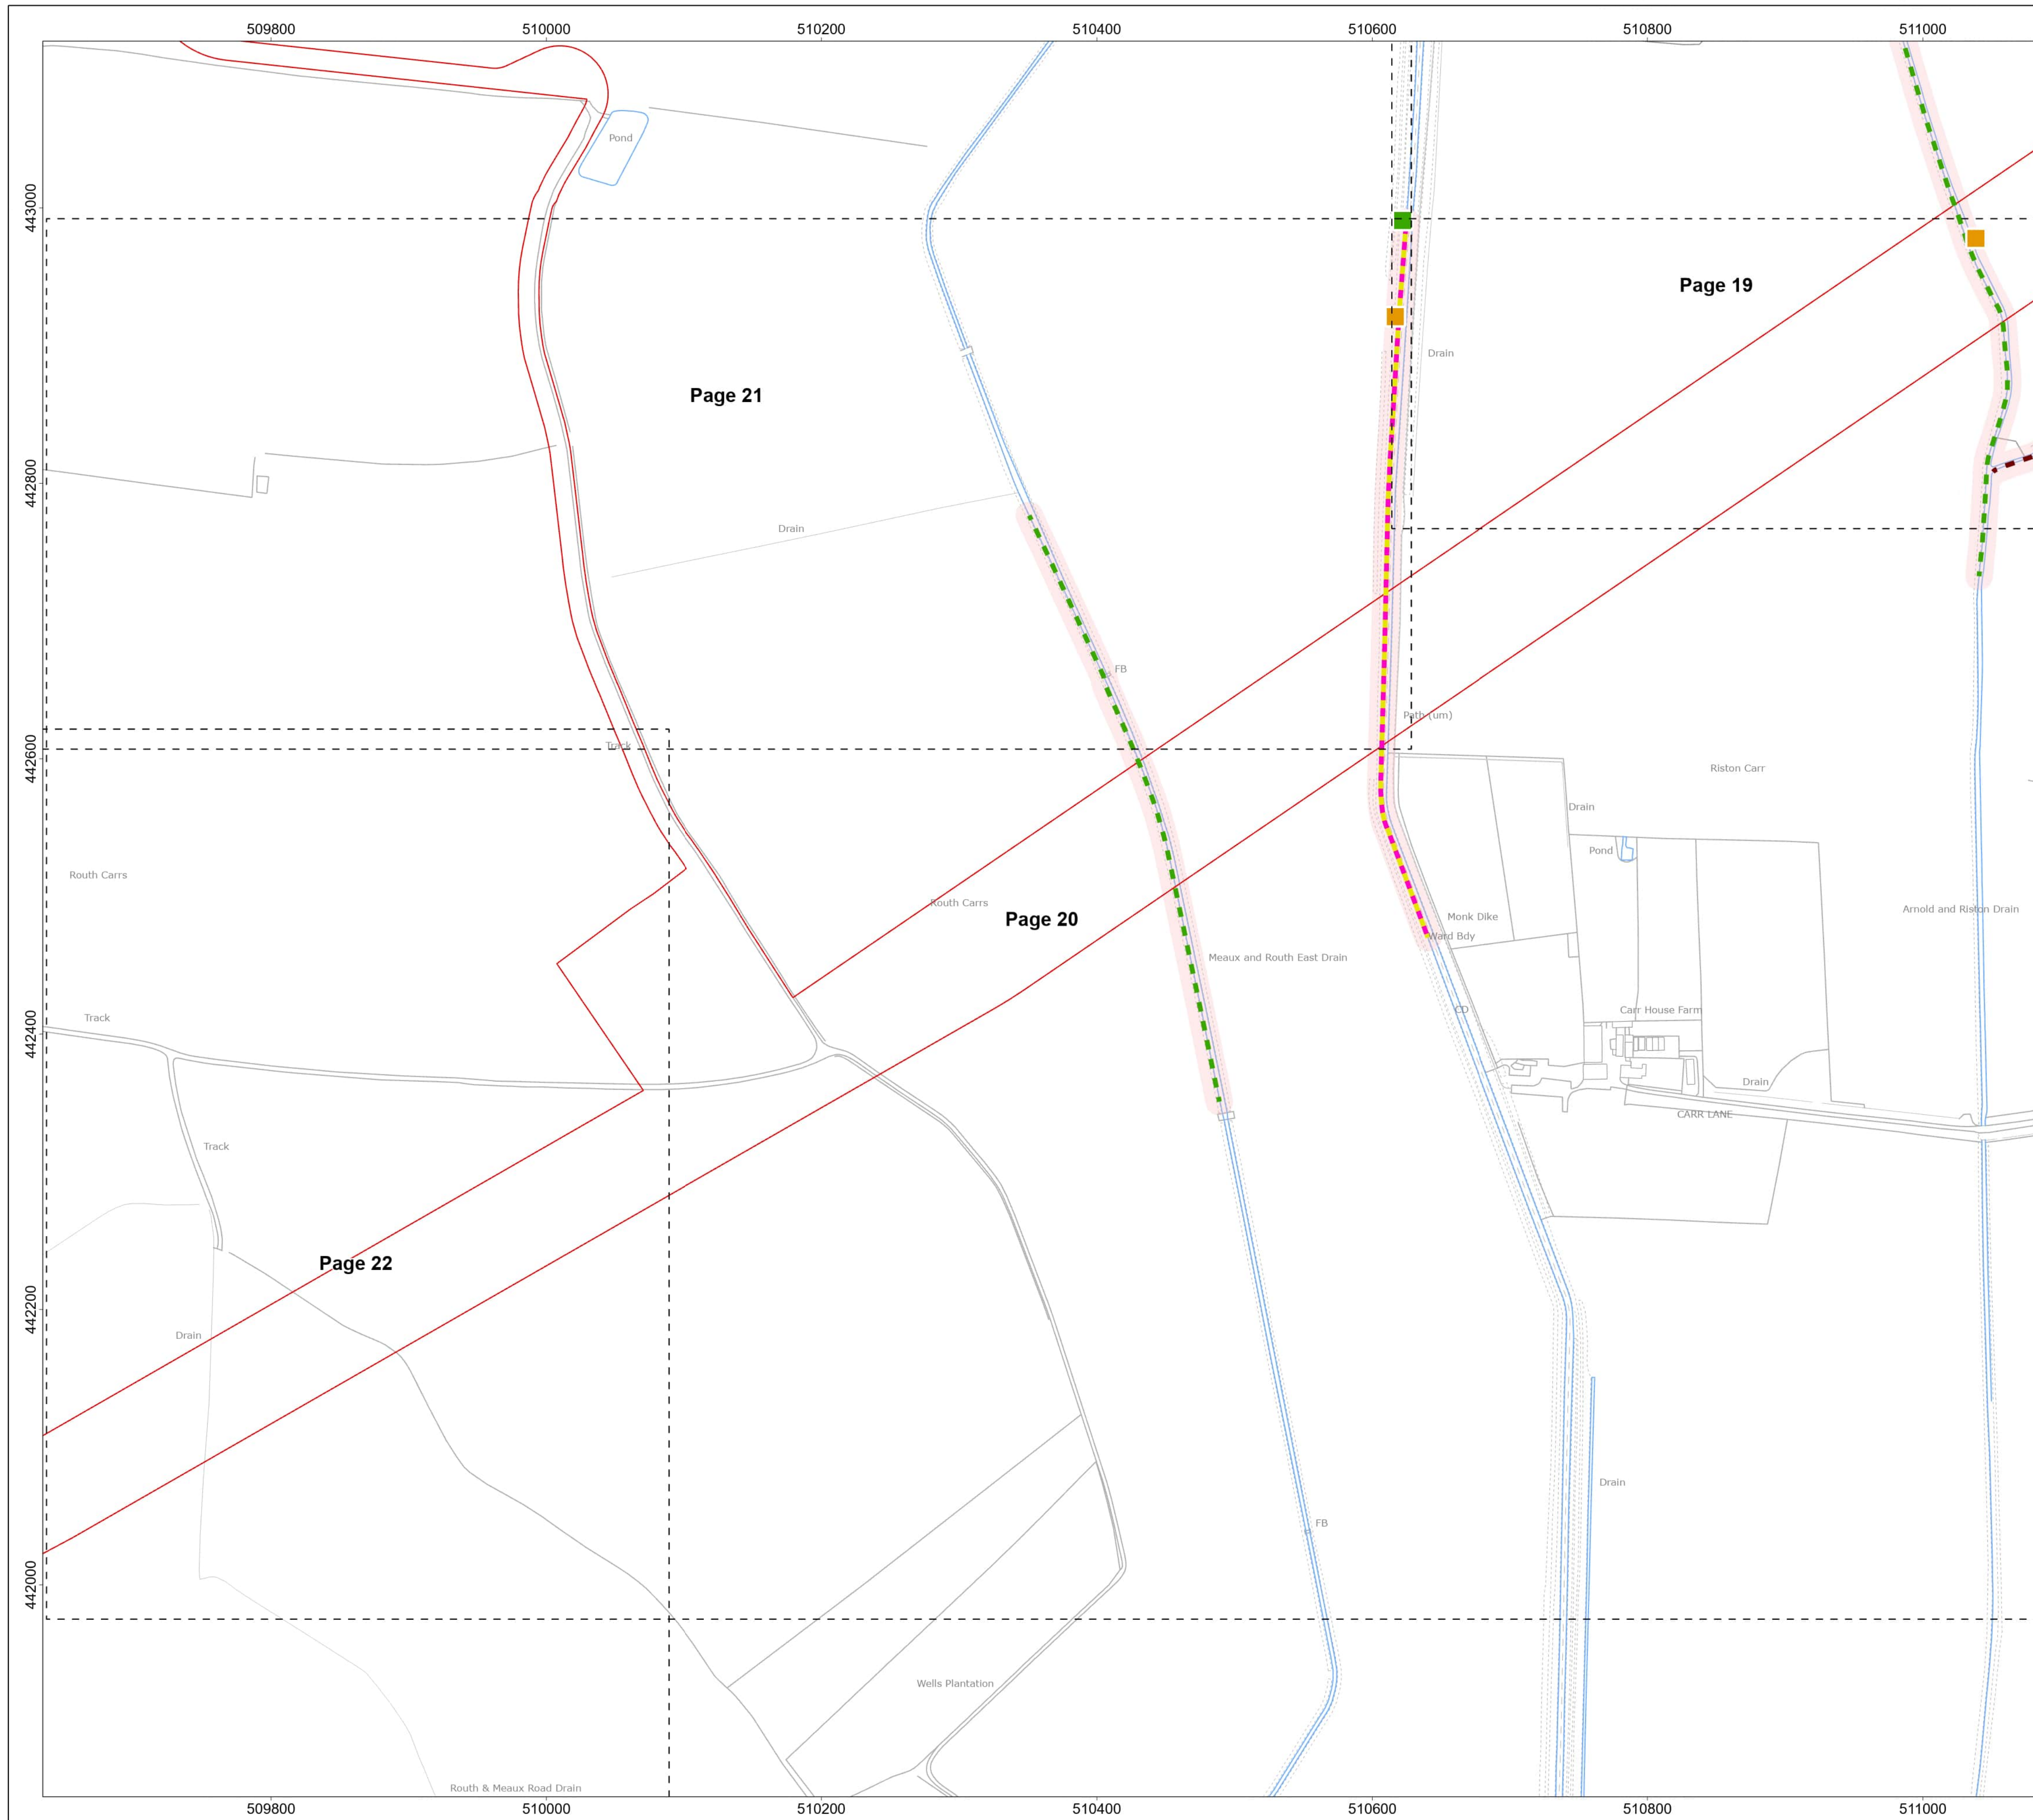 509800
510000
510200
510400
510600
510800
511000
Pond
443000
Page 19
Drain
Page 21
442800
Drain
FB
Path (um)
442600
Track
Riston Carr
Drain
Pond
Routh Carrs
Routh Carrs
Page 20
Monk Dike
Arnold and Riston Drain
Ward Bdy
Meaux and Routh East Drain
442400
Track
CD
Carr House Farm
Drain
CARR LANE
Track
Page 22
442200
Drain
Drain
FB
442000
Wells Plantation
Routh & Meaux Road Drain
509800
510000
510200
510400
510600
510800
511000